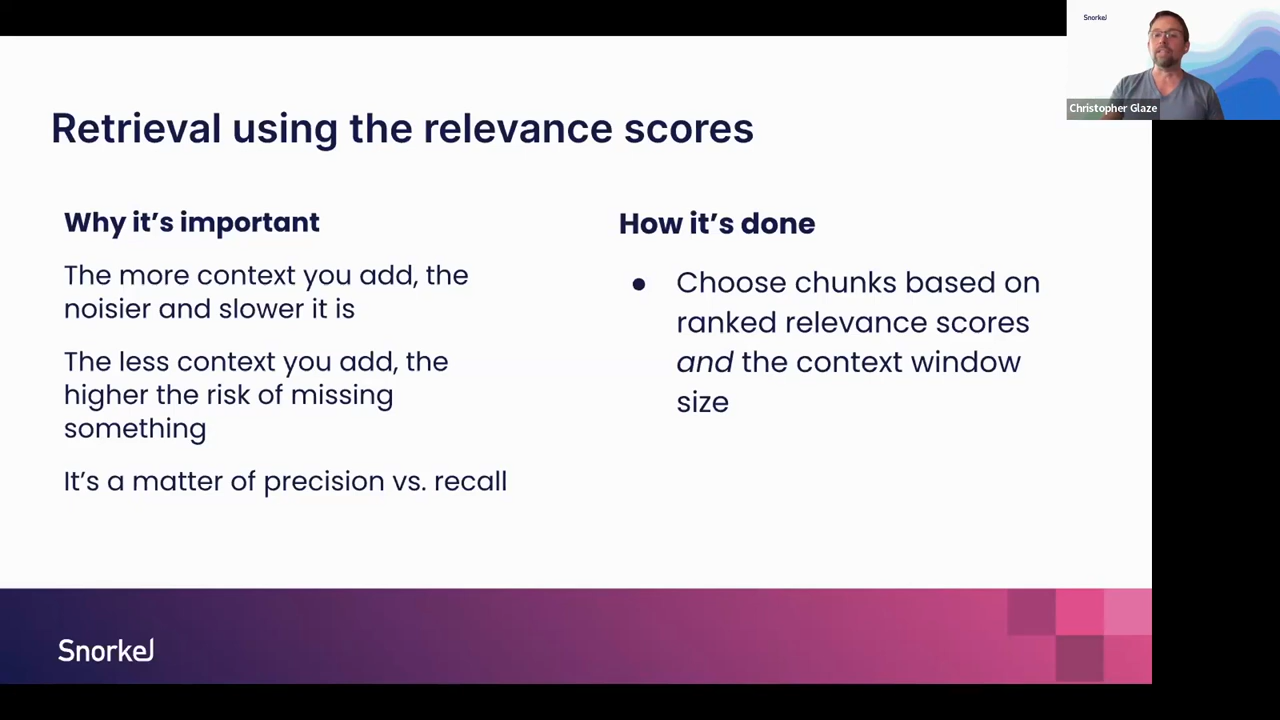 Snorkel
Christopher Glaze
Retrieval using the relevance scores
Why it's important
The more context you add, the
noisier and slower it is
The less context you add, the
higher the risk of missing
something
It's a matter of precision vs. recall
How it's done
● Choose chunks based on
ranked relevance scores
and the context window
size
Snorkel